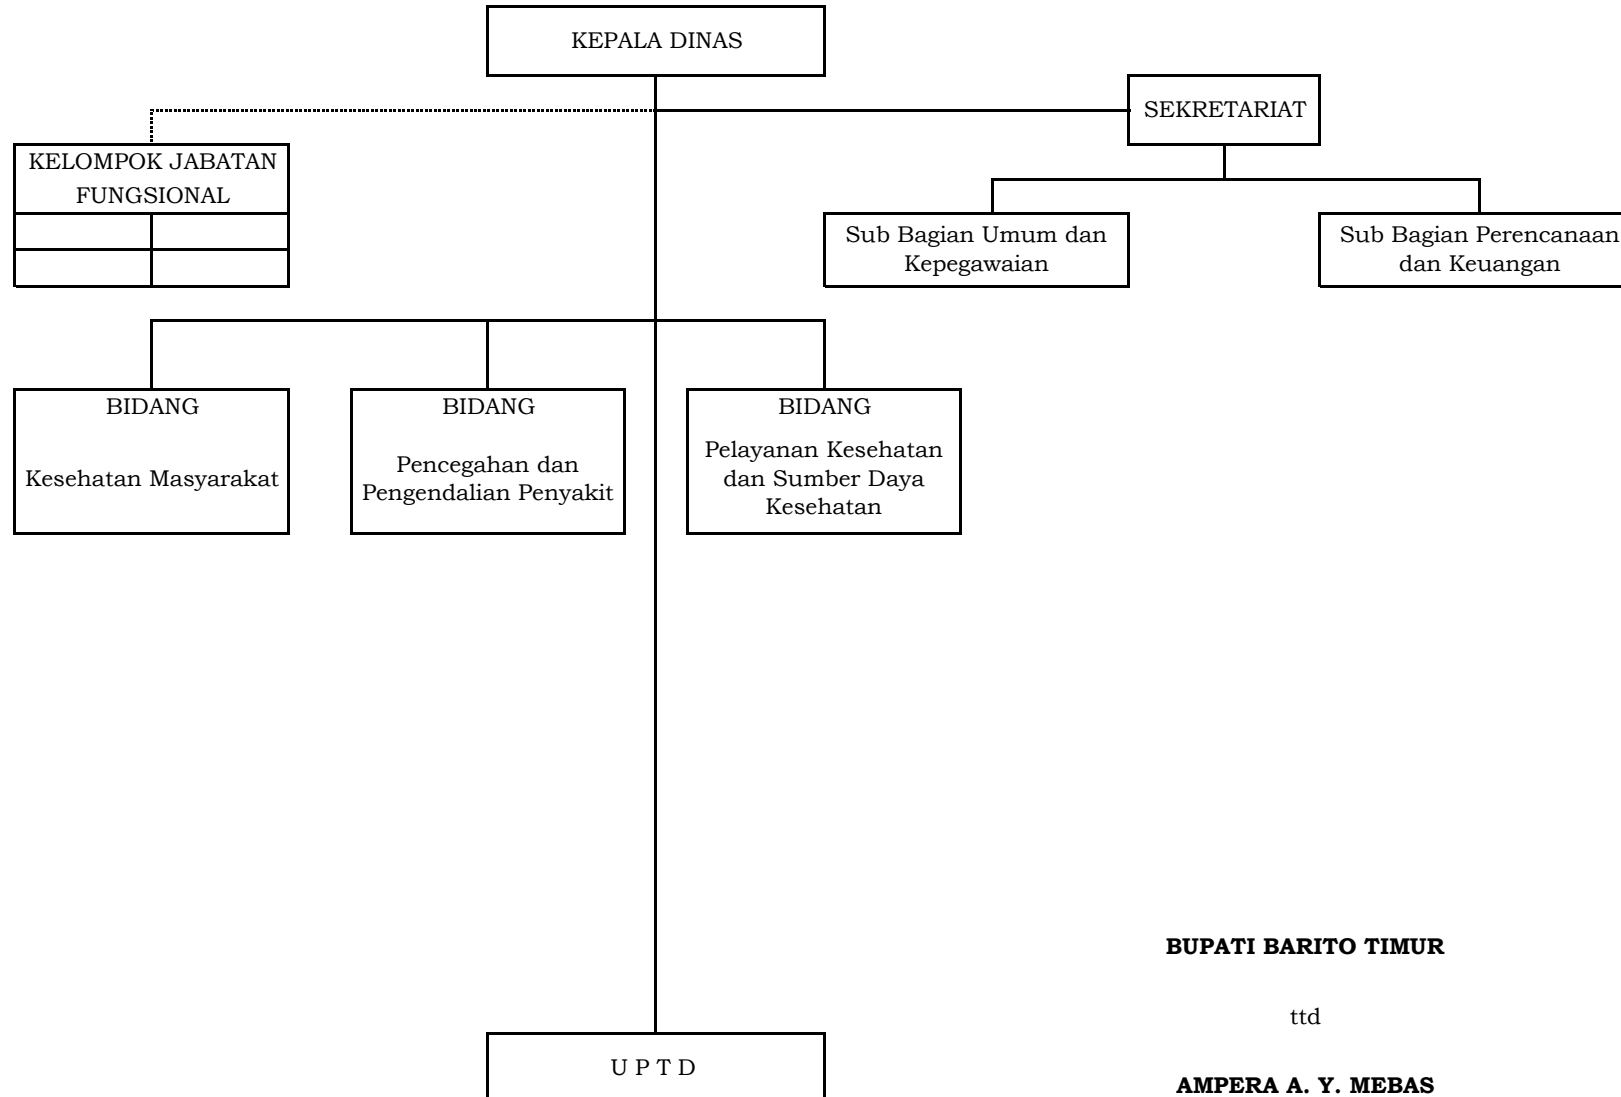 KEPALA DINAS
SEKRETARIAT
KELOMPOK JABATAN
FUNGSIONAL
Sub Bagian Umum dan
Kepegawaian
Sub Bagian Perencanaan
dan Keuangan
BIDANG
Kesehatan Masyarakat
BIDANG
Pencegahan dan
Pengendalian Penyakit
BIDANG
Pelayanan Kesehatan
dan Sumber Daya
Kesehatan
BUPATI BARITO TIMUR
ttd
U P T D
AMPERA A. Y. MEBAS